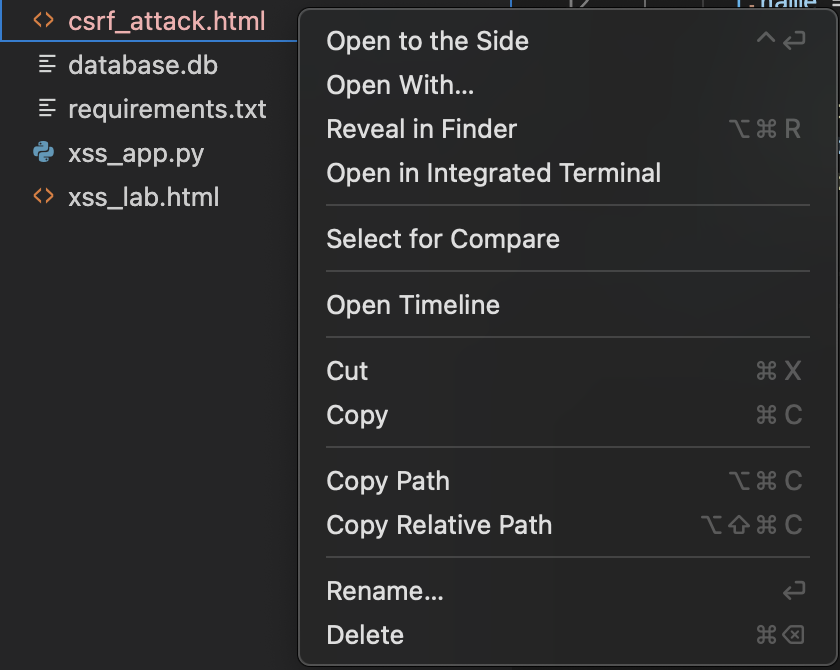 csrf_attack.html
database.db
requirements.txt
xss_app.py
xss_lab.html
Open to the Side ^ ↩
Open With...
Reveal in Finder ⌥ ⌘ R
Open in Integrated Terminal
Select for Compare
Open Timeline
Cut ⌘ X
Copy ⌘ C
Copy Path ⌥ ⌘ C
Copy Relative Path ⌥ ⇧ ⌘ C
Rename... ↩
Delete ⌘ ⌫